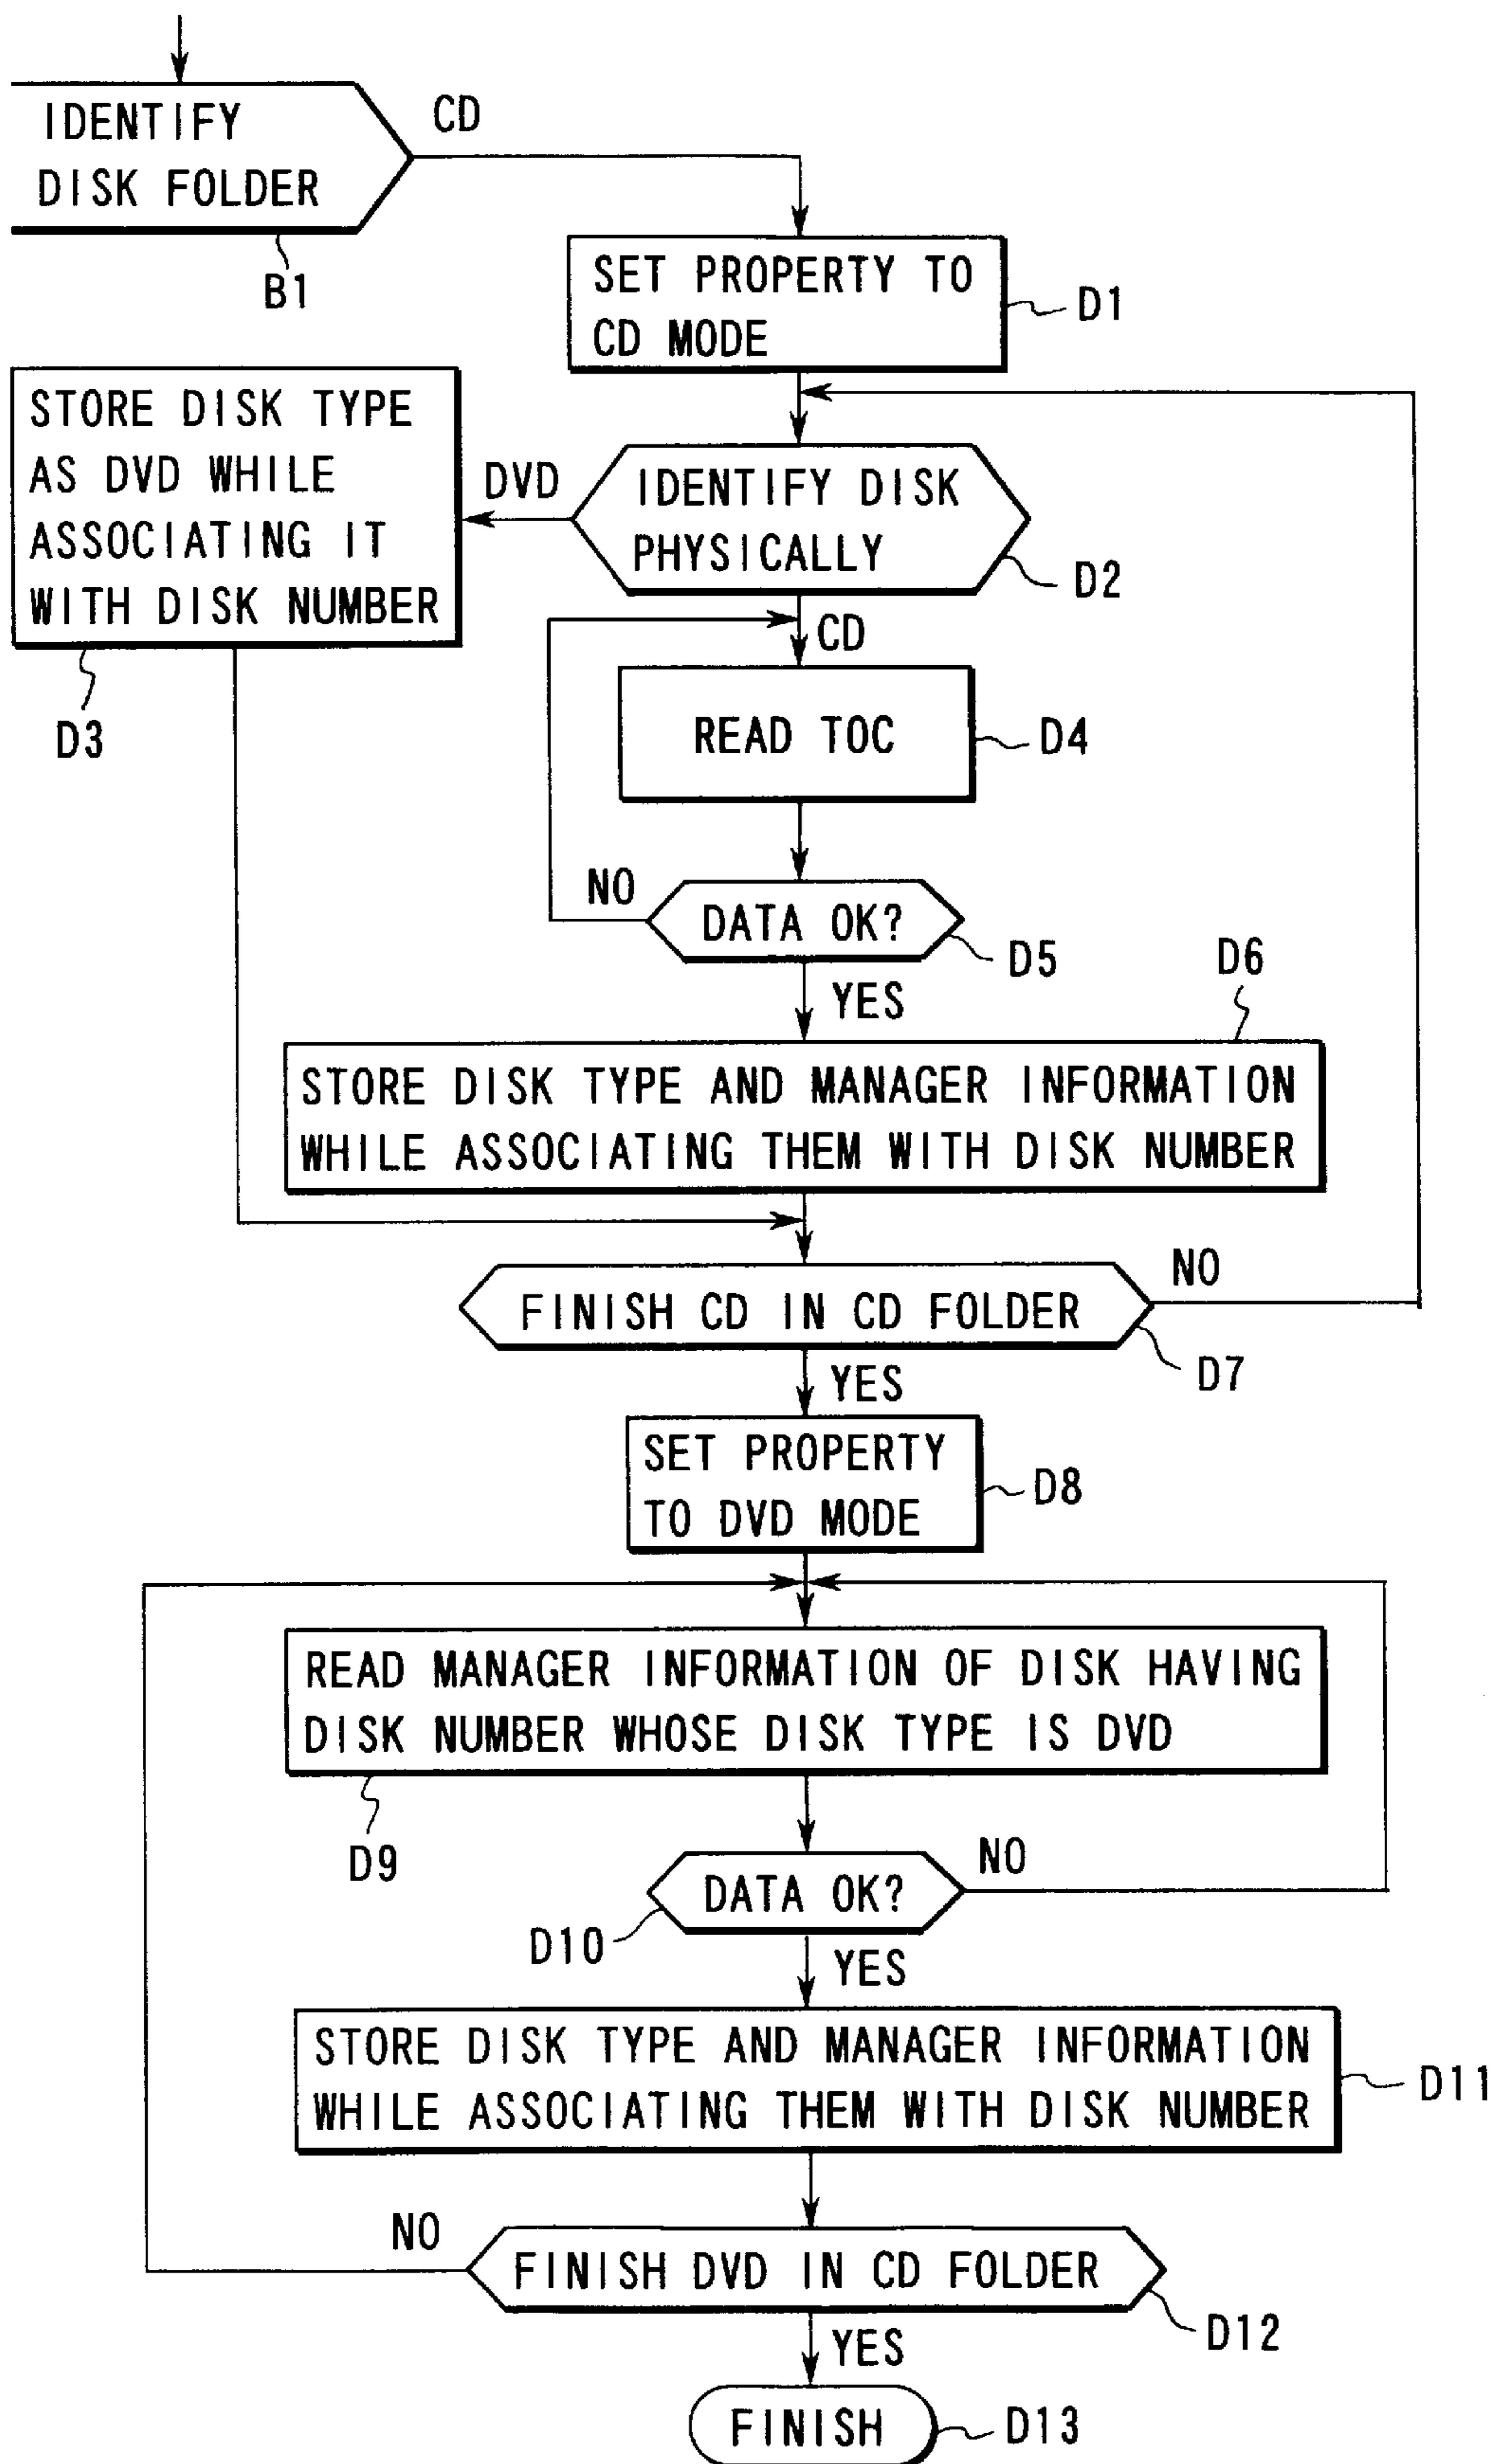 IDENTIFY
DISK FOLDER
CD
B1
SET PROPERTY TO
CD MODE
D1
STORE DISK TYPE
AS DVD WHILE
ASSOCIATING IT
WITH DISK NUMBER
D3
DVD
IDENTIFY DISK
PHYSICALLY
D2
CD
READ TOC
D4
NO
DATA OK?
D5
YES
D6
STORE DISK TYPE AND MANAGER INFORMATION
WHILE ASSOCIATING THEM WITH DISK NUMBER
FINISH CD IN CD FOLDER
NO
D7
YES
SET PROPERTY
TO DVD MODE
D8
READ MANAGER INFORMATION OF DISK HAVING
DISK NUMBER WHOSE DISK TYPE IS DVD
D9
DATA OK?
NO
D10
YES
STORE DISK TYPE AND MANAGER INFORMATION
WHILE ASSOCIATING THEM WITH DISK NUMBER
D11
NO
FINISH DVD IN CD FOLDER
D12
YES
FINISH
D13